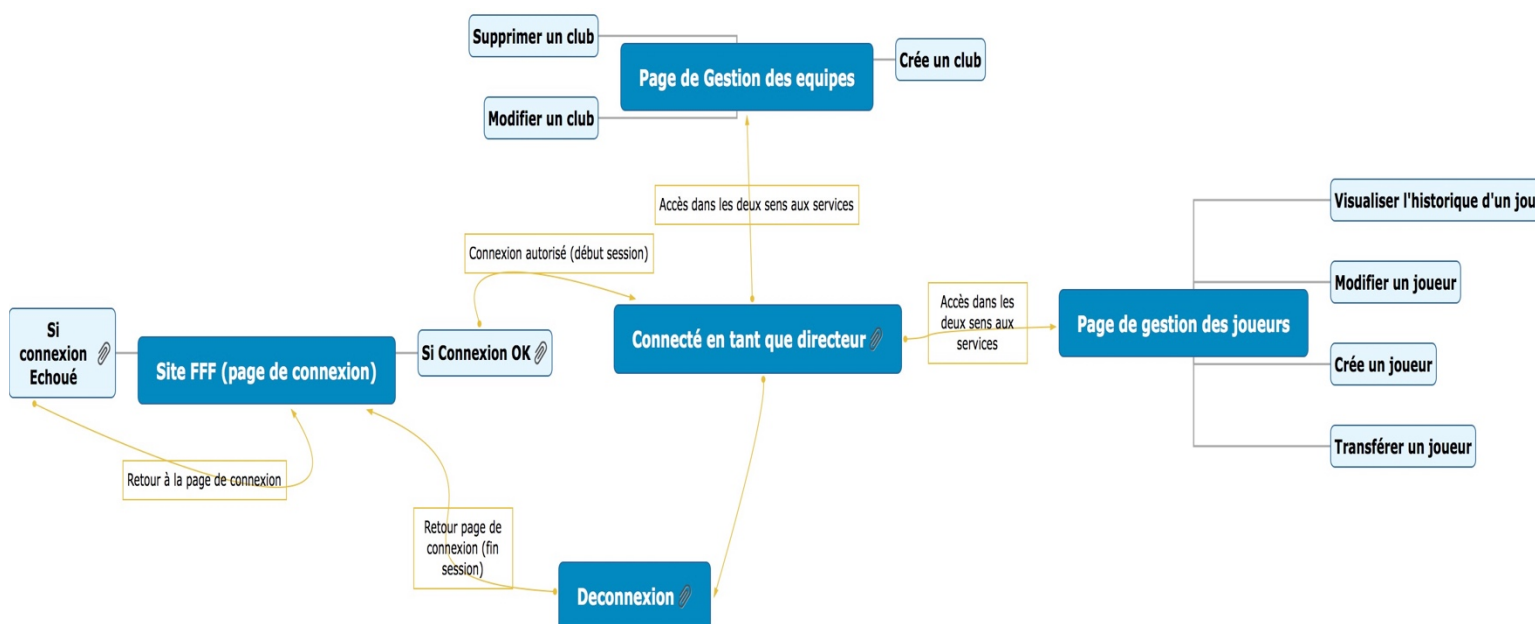 Supprimer un club
Page de Gestion des equipes
Crée un club
Modifier un club
Accès dans les deux sens aux services
Visualiser l'historique d'un jou
Connexion autorisé (début session)
Modifier un joueur
Accès dans les
deux sens aux
services
Page de gestion des joueurs
Si
connexion
Echoué
Site FFF (page de connexion)
Si Connexion OK
Connecté en tant que directeur
Crée un joueur
Transférer un joueur
Retour à la page de connexion
Retour page de
connexion (fin
session)
Deconnexion